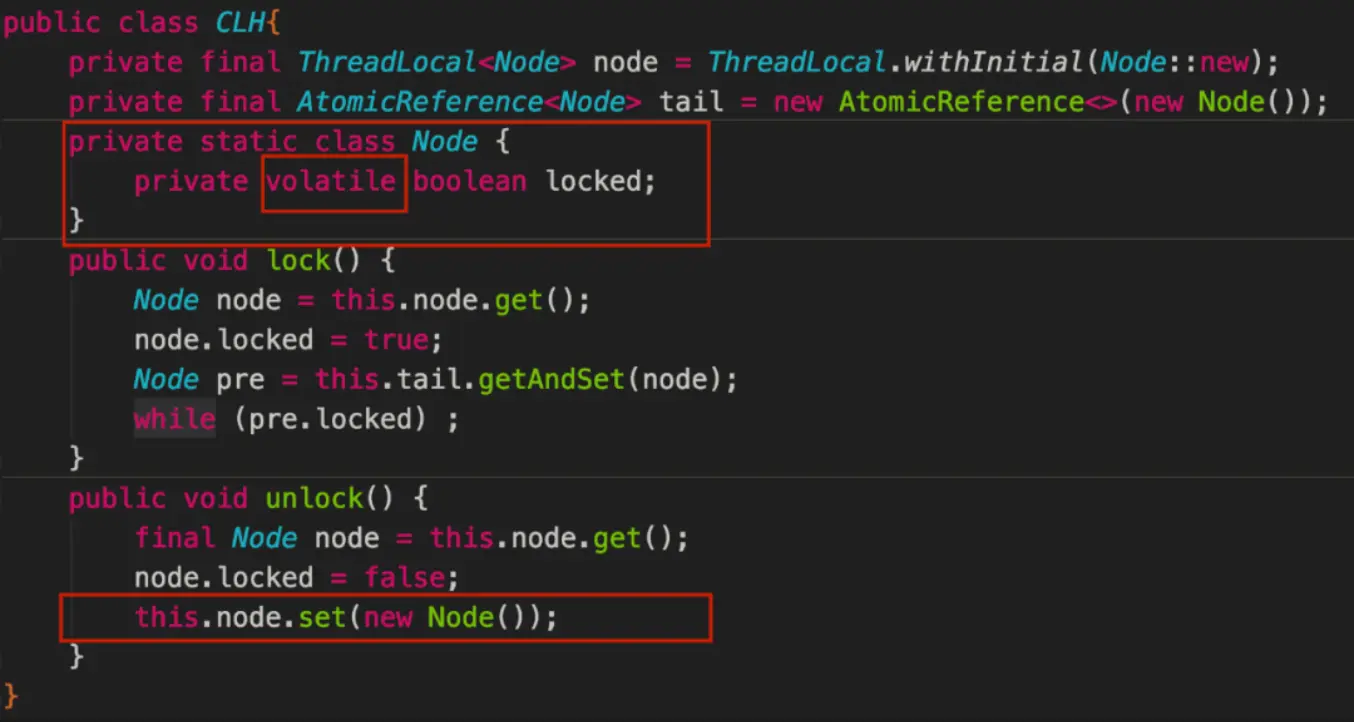 public class CLH{
    private final ThreadLocal<Node> node = ThreadLocal.withInitial(Node::new);
    private final AtomicReference<Node> tail = new AtomicReference<>(new Node());
    private static class Node {
        private volatile boolean locked;
    }
    public void lock() {
        Node node = this.node.get();
        node.locked = true;
        Node pre = this.tail.getAndSet(node);
        while (pre.locked) ;
    }
    public void unlock() {
        final Node node = this.node.get();
        node.locked = false;
        this.node.set(new Node());
    }
}